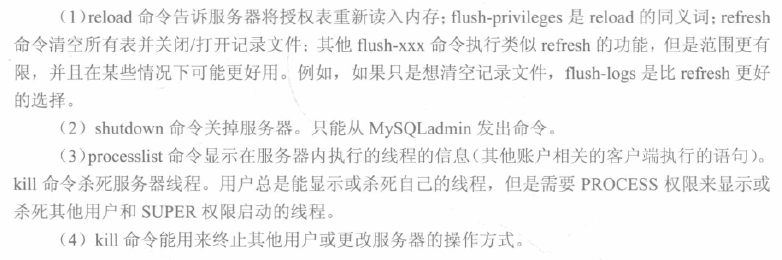 (1)reload 命令告诉服务器将授权表重新读入内存；flush-privileges 是 reload 的同义词；refresh
命令清空所有表并关闭/打开记录文件；其他 flush-xxx 命令执行类似 refresh 的功能，但是范围更有
限，并且在某些情况下可能更好用。例如，如果只是想清空记录文件，flush-logs 是比 refresh 更好
的选择。
(2) shutdown 命令关掉服务器。只能从 MySQLadmin 发出命令。
(3)processlist 命令显示在服务器内执行的线程的信息(其他账户相关的客户端执行的语句)。
kill 命令杀死服务器线程。用户总是能显示或杀死自己的线程，但是需要 PROCESS 权限来显示或
杀死其他用户和 SUPER 权限启动的线程。
(4) kill 命令能用来终止其他用户或更改服务器的操作方式。